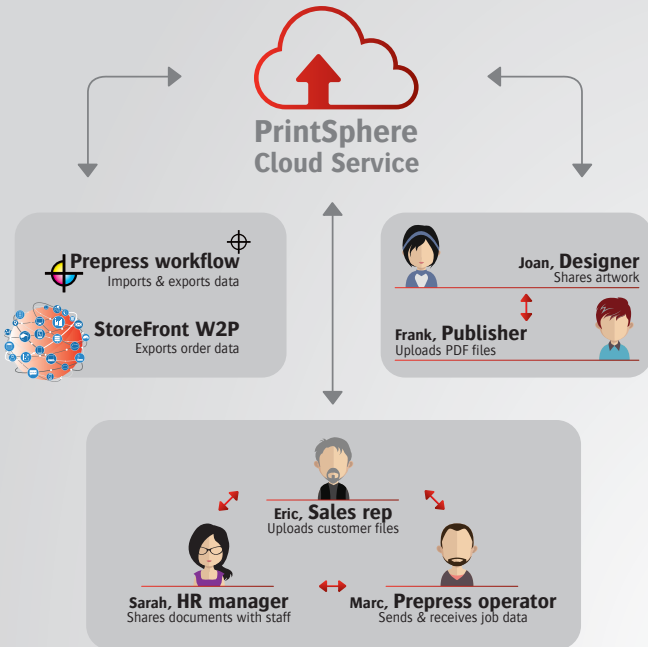 PrintSphere
Cloud Service
Prepress workflow
Imports & exports data
StoreFront W2P
Exports order data
Joan, Designer
Shares artwork
Frank, Publisher
Uploads PDF files
Eric, Sales rep
Uploads customer files
Sarah, HR manager
Shares documents with staff
Marc, Prepress operator
Sends & receives job data